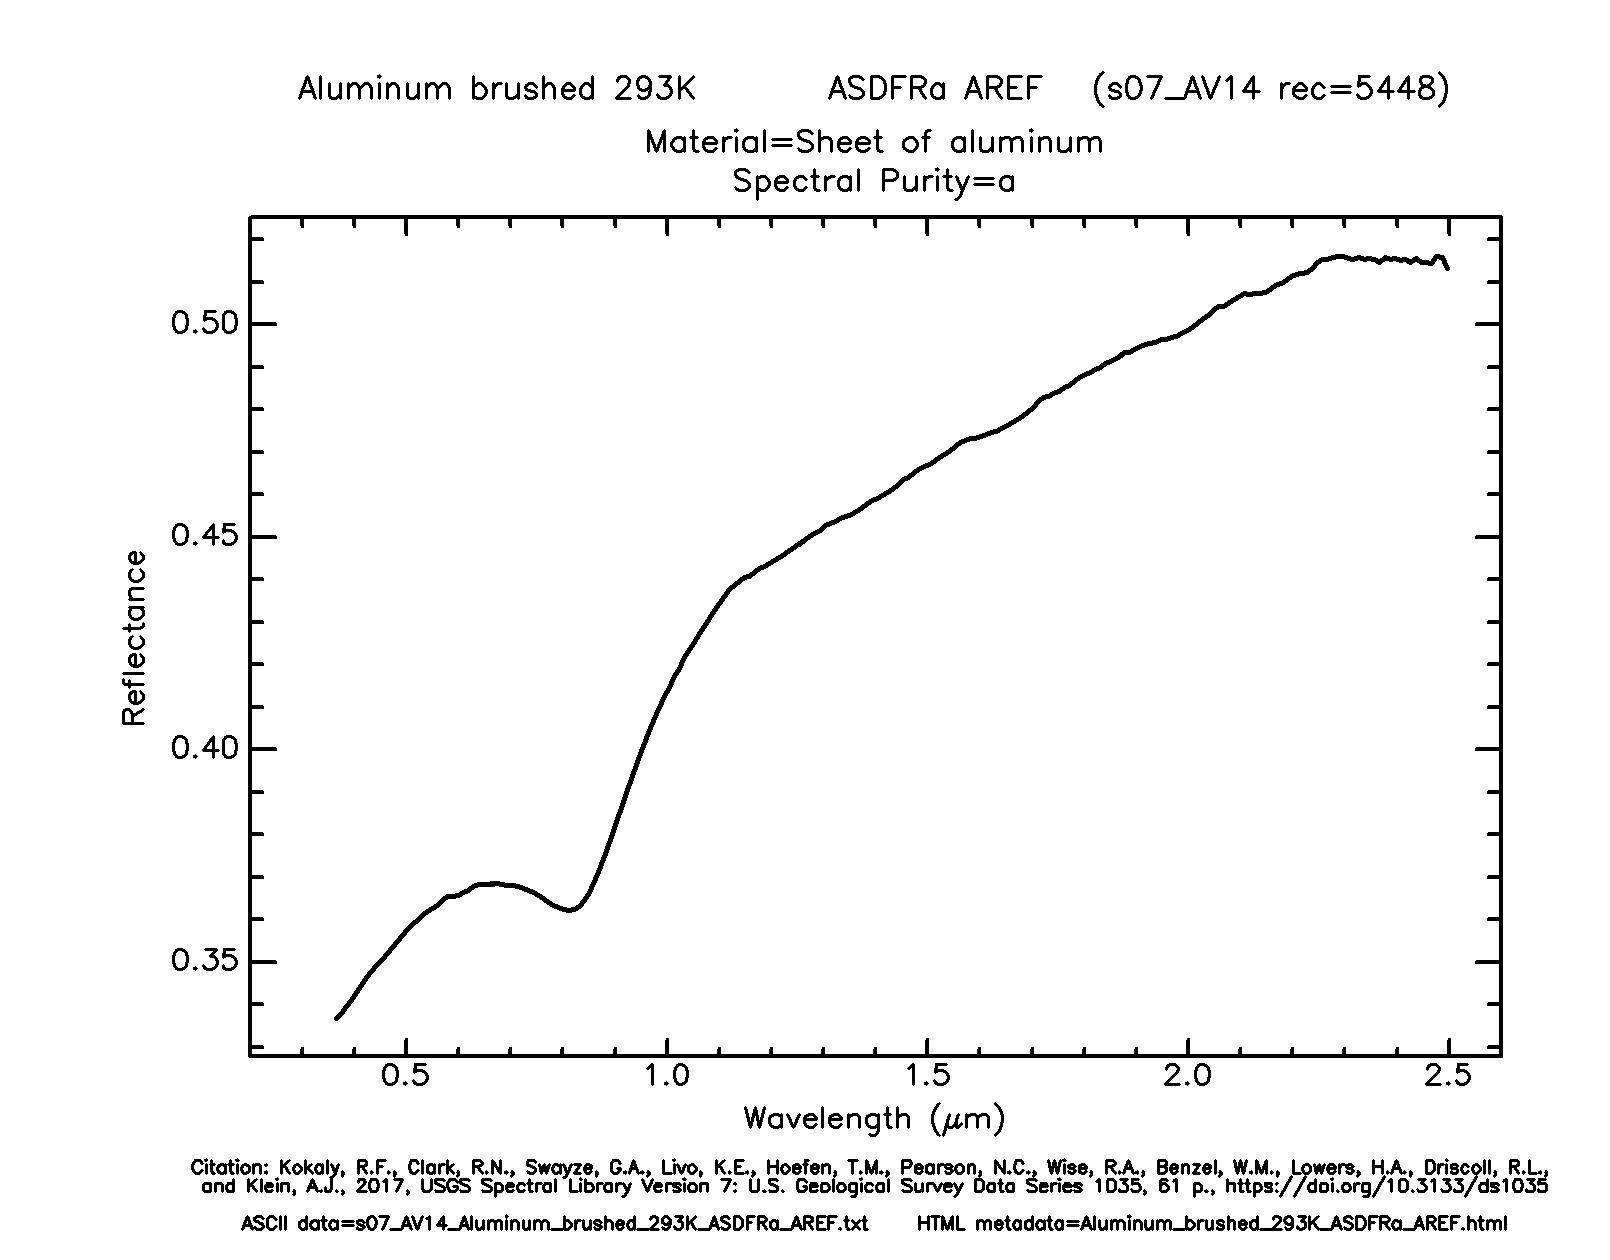 Aluminum brushed 293K ASDFRa AREF (s07_AV14 rec=5448)
Material=Sheet of aluminum
Spectral Purity=a
0.50
0.45
0.40
0.35
Reflectance
0.5 1.0 1.5 2.0 2.5
Wavelength (μm)
Citation: Kokaly, R.F., Clark, R.N., Swayze, G.A., Livo, K.E., Hoefen, T.M., Pearson, N.C., Wise, R.A., Benzel, W.M., Lowers, H.A., Driscoll, R.L.,
and Klein, A.J., 2017, USGS Spectral Library Version 7: U.S. Geological Survey Data Series 1035, 61 p., https://doi.org/10.3133/ds1035
ASCII data=s07_AV14_Aluminum_brushed_293K_ASDFRa_AREF.txt HTML metadata=Aluminum_brushed_293K_ASDFRa_AREF.html